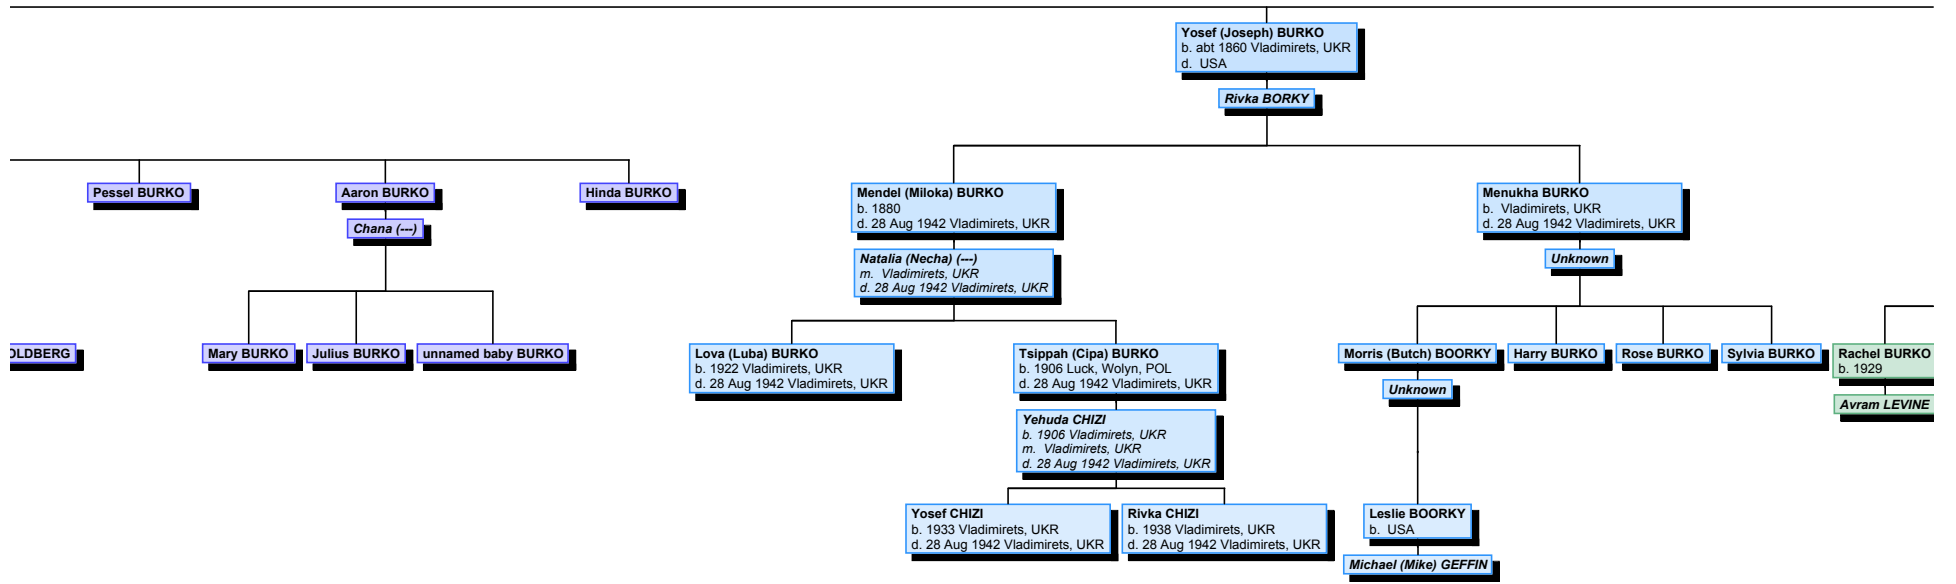 Yosef (Joseph) BURKO
b. abt 1860 Vladimirets, UKR
d.  USA
Rivka BORKY
Pessel BURKO
Aaron BURKO
Chana (---)
Hinda BURKO
Mendel (Miloka) BURKO
b. 1880
d. 28 Aug 1942 Vladimirets, UKR
Natalia (Necha) (---)
m.  Vladimirets, UKR
d. 28 Aug 1942 Vladimirets, UKR
Menukha BURKO
b.  Vladimirets, UKR
d. 28 Aug 1942 Vladimirets, UKR
Unknown
OLDBERG
Mary BURKO
Julius BURKO
unnamed baby BURKO
Lova (Luba) BURKO
b. 1922 Vladimirets, UKR
d. 28 Aug 1942 Vladimirets, UKR
Tsippah (Cipa) BURKO
b. 1906 Luck, Wolyn, POL
d. 28 Aug 1942 Vladimirets, UKR
Yehuda CHIZI
b. 1906 Vladimirets, UKR
m.  Vladimirets, UKR
d. 28 Aug 1942 Vladimirets, UKR
Morris (Butch) BOORKY
Unknown
Harry BURKO
Rose BURKO
Sylvia BURKO
Rachel BURKO
b. 1929
Avram LEVINE
Yosef CHIZI
b. 1933 Vladimirets, UKR
d. 28 Aug 1942 Vladimirets, UKR
Rivka CHIZI
b. 1938 Vladimirets, UKR
d. 28 Aug 1942 Vladimirets, UKR
Leslie BOORKY
b.  USA
Michael (Mike) GEFFIN